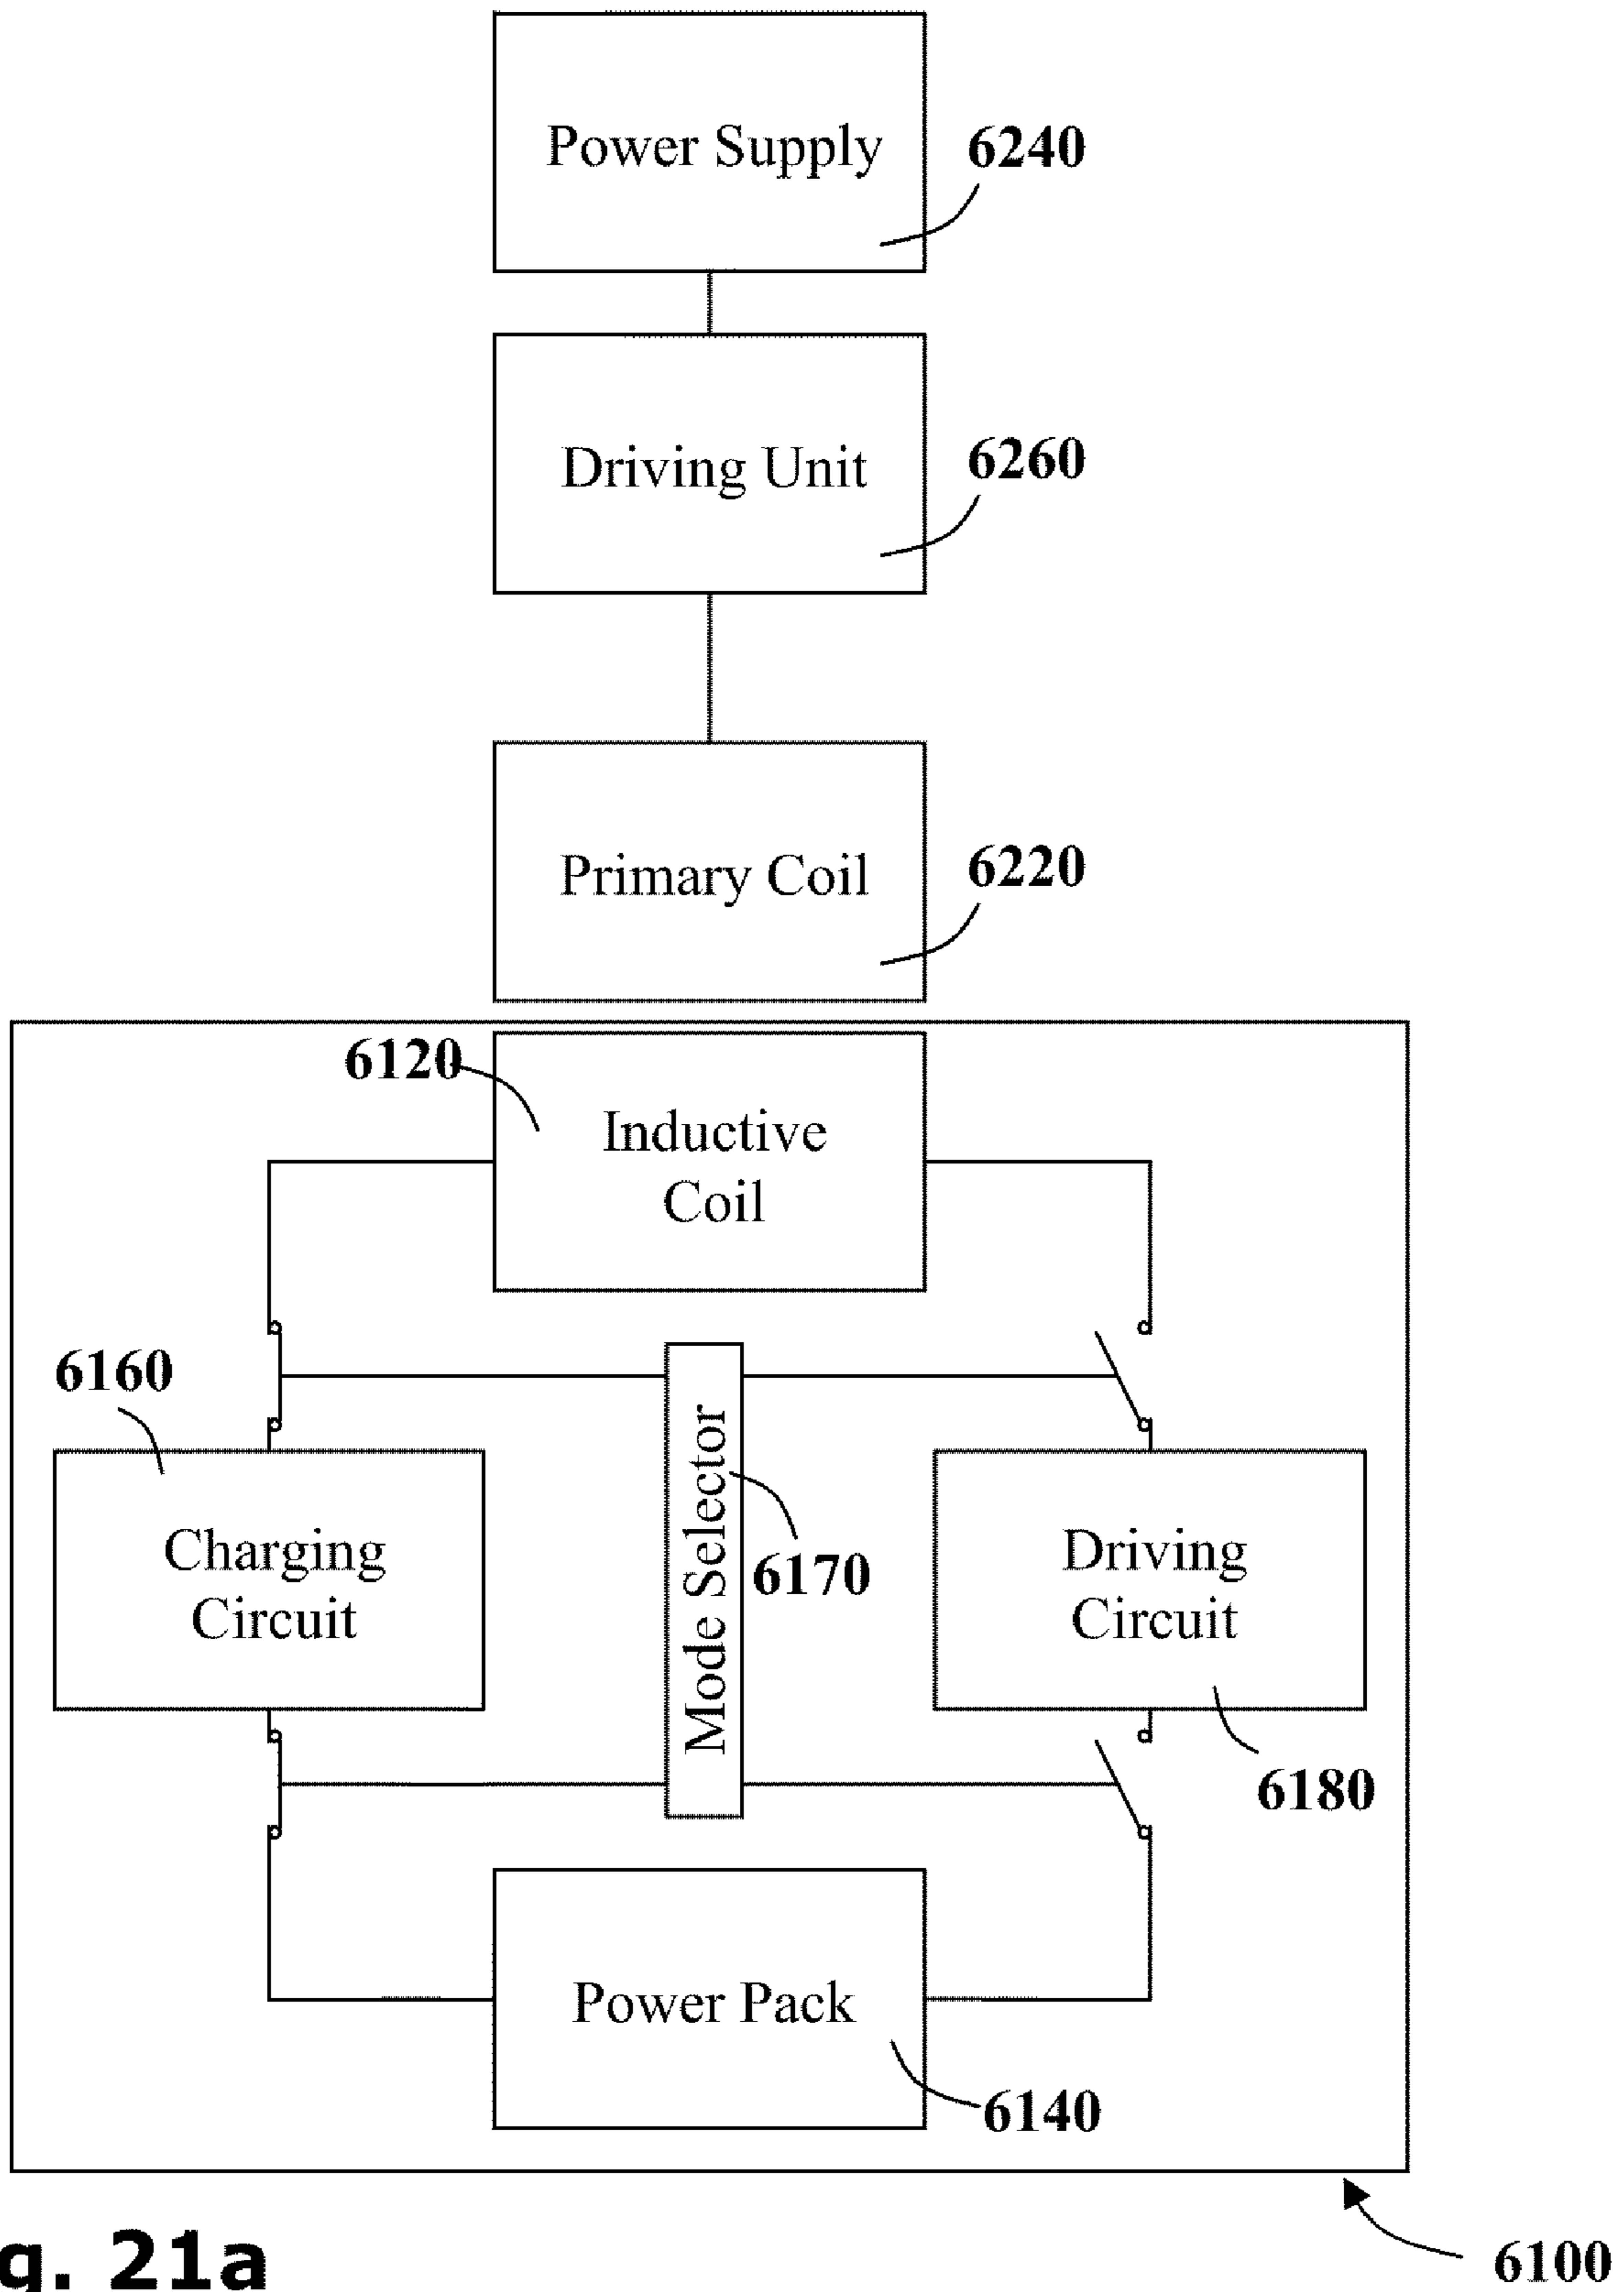 Power Supply
6240
Driving Unit
6260
Primary Coil
6220
6120
Inductive
Coil
6160
Charging
Circuit
Mode Selector
6170
Driving
Circuit
6180
Power Pack
6140
6100
g. 21a